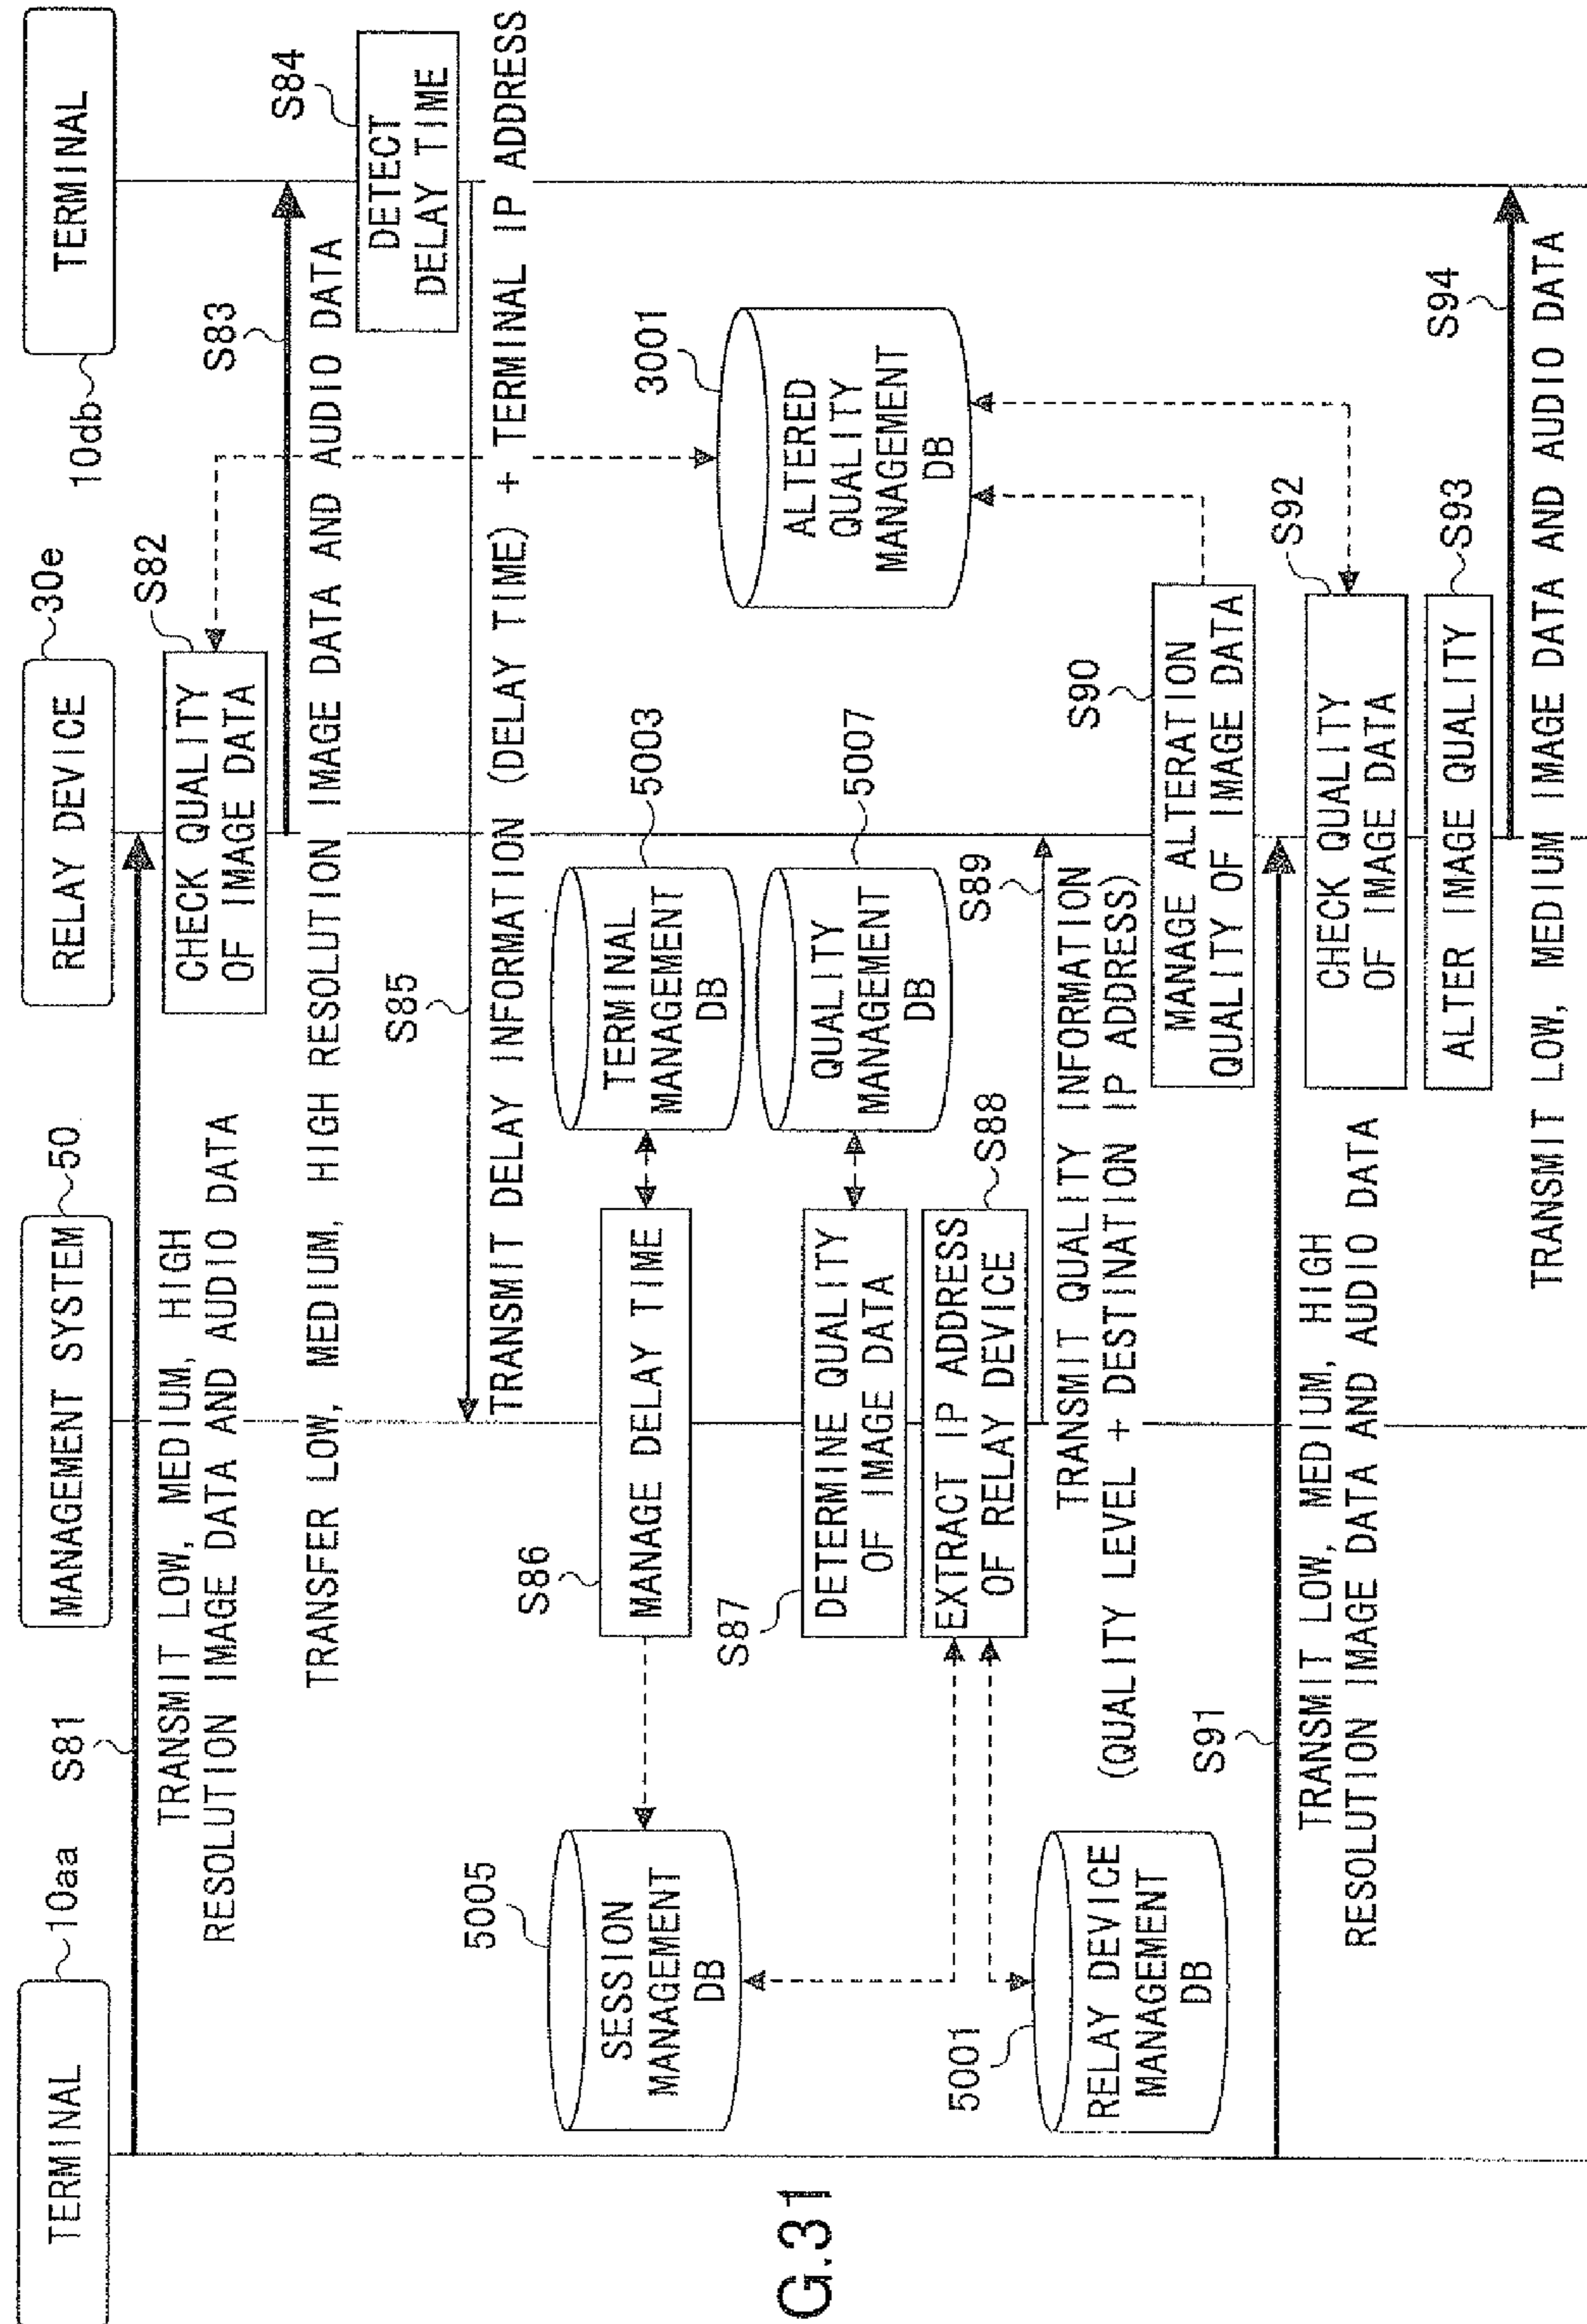 TERMINAL
10aa
MANAGEMENT SYSTEM
50
RELAY DEVICE
30e
TERMINAL
10db
S81
TRANSMIT LOW, MEDIUM, HIGH
RESOLUTION IMAGE DATA AND AUDIO DATA
S82
CHECK QUALITY
OF IMAGE DATA
S83
TRANSFER LOW, MEDIUM, HIGH RESOLUTION IMAGE DATA AND AUDIO DATA
S84
DETECT
DELAY TIME
S85
TRANSMIT DELAY INFORMATION (DELAY TIME) + TERMINAL IP ADDRESS
5005
SESSION
MANAGEMENT
DB
S86
MANAGE DELAY TIME
5003
TERMINAL
MANAGEMENT
DB
3001
ALTERED
QUALITY
MANAGEMENT
DB
S87
DETERMINE QUALITY
OF IMAGE DATA
5007
QUALITY
MANAGEMENT
DB
S88
EXTRACT IP ADDRESS
OF RELAY DEVICE
S89
TRANSMIT QUALITY INFORMATION
(QUALITY LEVEL + DESTINATION IP ADDRESS)
5001
RELAY DEVICE
MANAGEMENT
DB
S90
MANAGE ALTERATION
QUALITY OF IMAGE DATA
S91
TRANSMIT LOW, MEDIUM, HIGH
RESOLUTION IMAGE DATA AND AUDIO DATA
S92
CHECK QUALITY
OF IMAGE DATA
S93
ALTER IMAGE QUALITY
S94
TRANSMIT LOW, MEDIUM IMAGE DATA AND AUDIO DATA
G.31